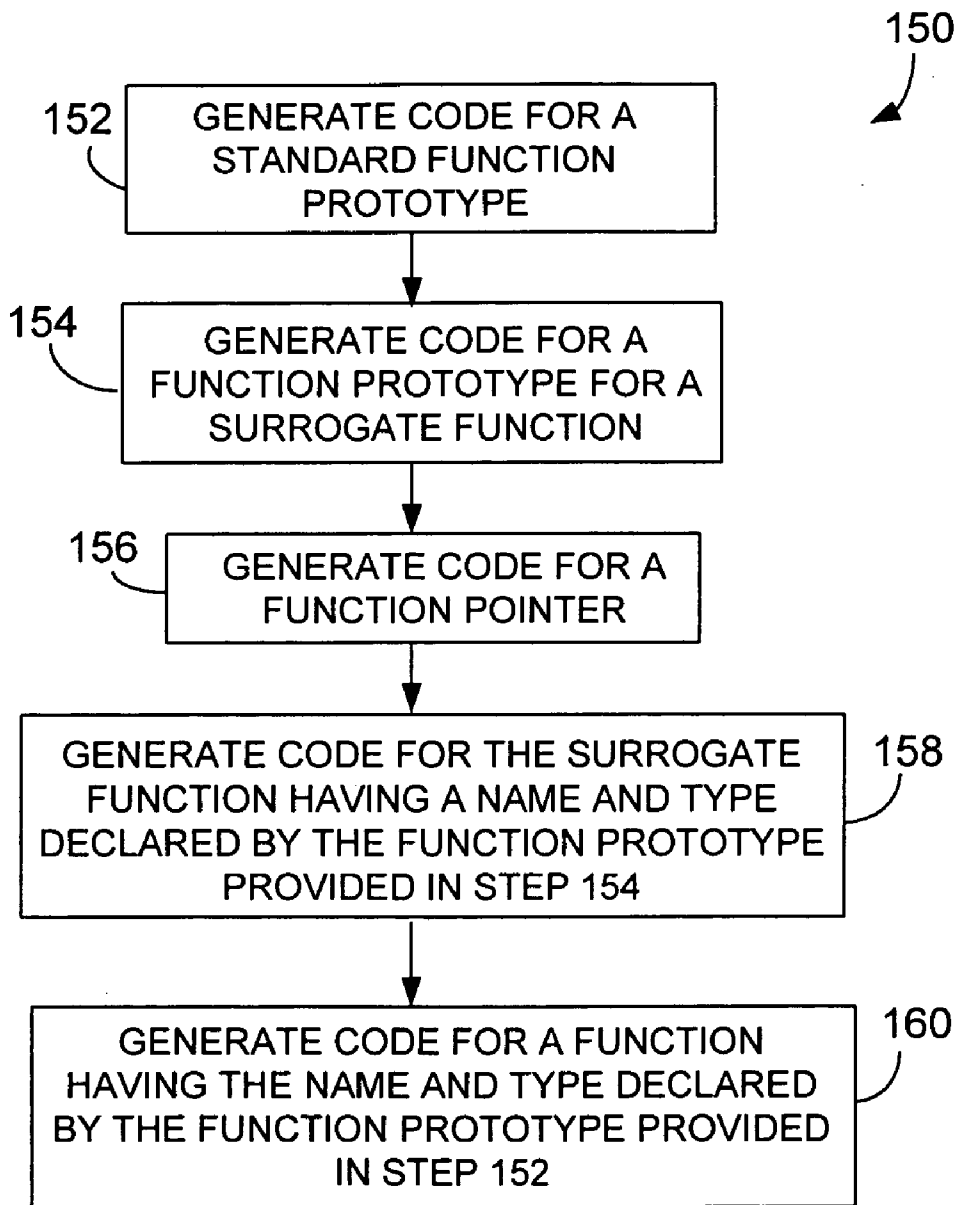 150
152
GENERATE CODE FOR A
STANDARD FUNCTION
PROTOTYPE
154
GENERATE CODE FOR A
FUNCTION PROTOTYPE FOR A
SURROGATE FUNCTION
156
GENERATE CODE FOR A
FUNCTION POINTER
GENERATE CODE FOR THE SURROGATE
FUNCTION HAVING A NAME AND TYPE
DECLARED BY THE FUNCTION PROTOTYPE
PROVIDED IN STEP 154
158
GENERATE CODE FOR A FUNCTION
HAVING THE NAME AND TYPE DECLARED
BY THE FUNCTION PROTOTYPE PROVIDED
IN STEP 152
160